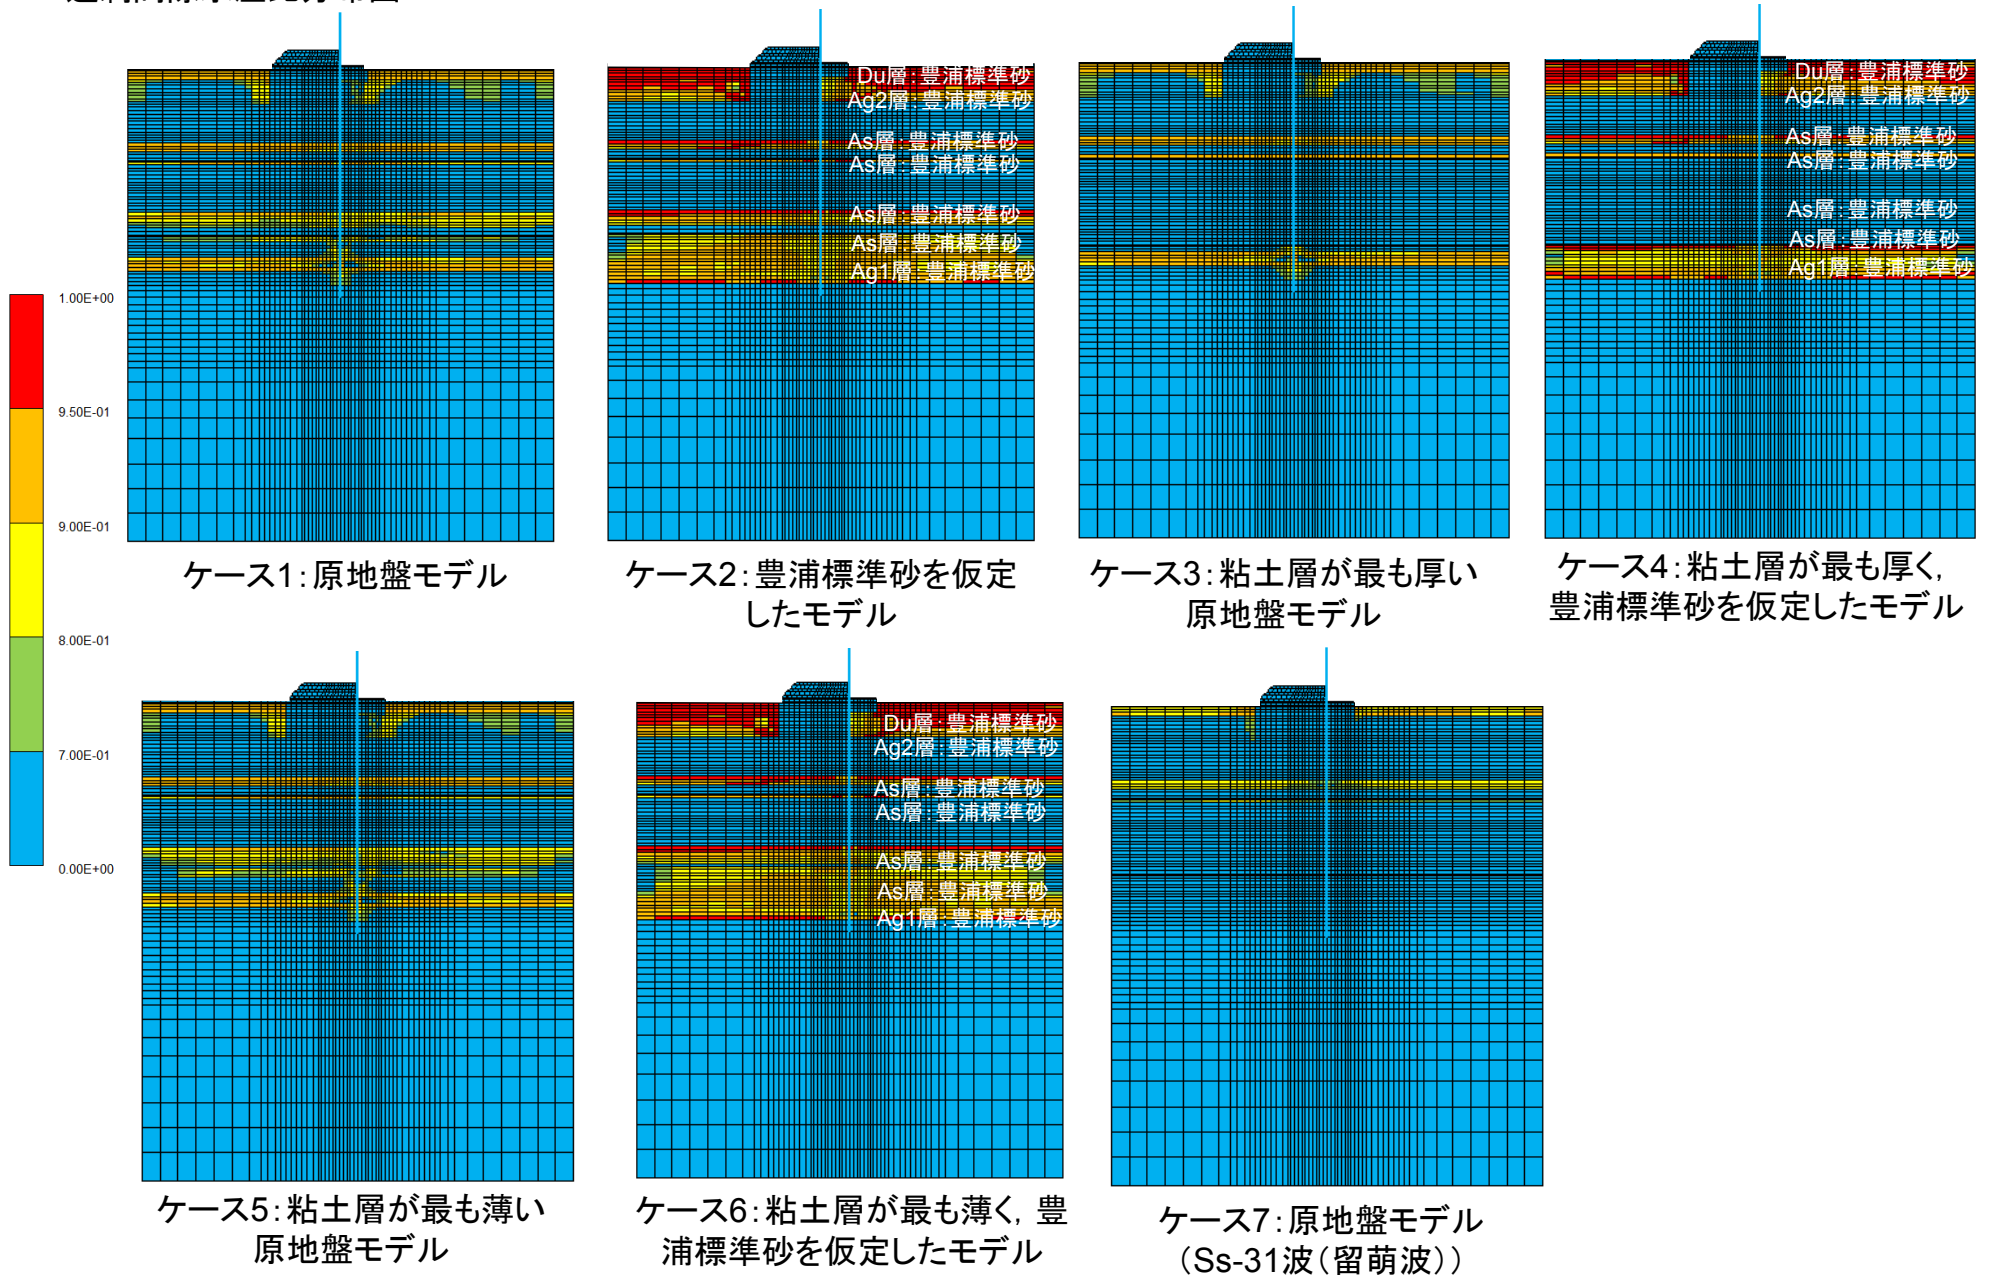 Du層:豊浦標準砂
Ag2層:豊浦標準砂
As層:豊浦標準砂
As層:豊浦標準砂
As層:豊浦標準砂
As層:豊浦標準砂
Ag1層:豊浦標準砂
Du層:豊浦標準砂
Ag2層:豊浦標準砂
As層:豊浦標準砂
As層:豊浦標準砂
As層:豊浦標準砂
As層:豊浦標準砂
Ag1層:豊浦標準砂
1.00E+00
9.50E-01
9.00E-01
8.00E-01
7.00E-01
0.00E+00
ケース1:原地盤モデル
ケース2:豊浦標準砂を仮定
したモデル
ケース3:粘土層が最も厚い
原地盤モデル
ケース4:粘土層が最も厚く,
豊浦標準砂を仮定したモデル
Du層:豊浦標準砂
Ag2層:豊浦標準砂
As層:豊浦標準砂
As層:豊浦標準砂
As層:豊浦標準砂
As層:豊浦標準砂
Ag1層:豊浦標準砂
ケース5:粘土層が最も薄い
原地盤モデル
ケース6:粘土層が最も薄く,豊
浦標準砂を仮定したモデル
ケース7:原地盤モデル
(Ss-31波(留萌波))